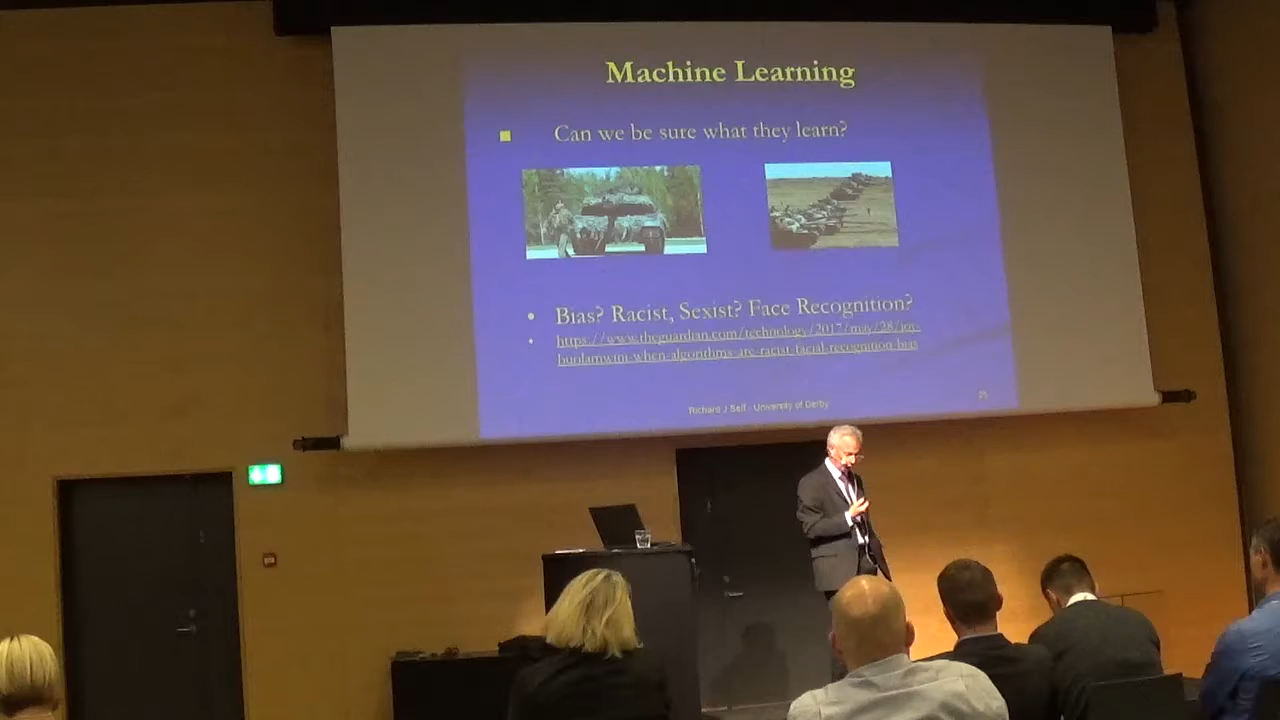 Machine Learning
Can we be sure what they learn?
Bias? Racist, Sexist? Face Recognition?
https://www.theguardian.com/technology/2017/may/28/joy-
buolamwini-when-algorithms-are-racist-facial-recognition-bias
Richard J Self - University of Derby